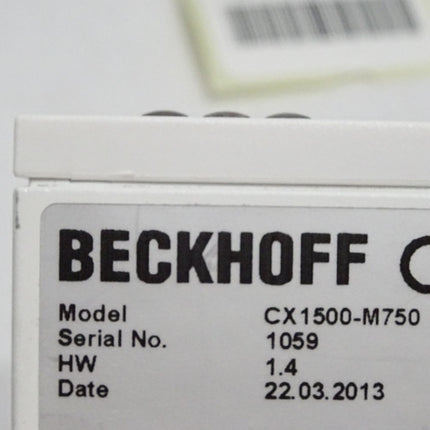 BECKHOFF
Model CX1500-M750
Serial No. 1059
HW 1.4
Date 22.03.2013